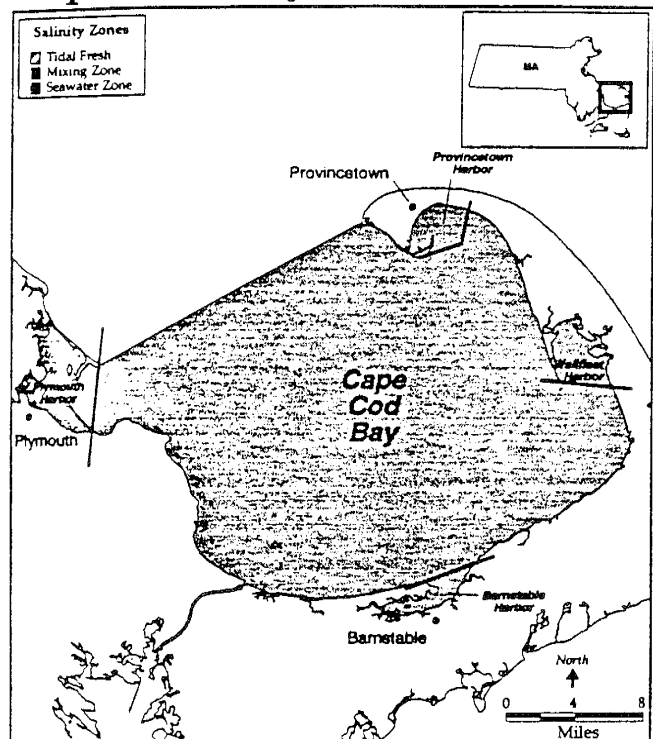 Salinity Zones
Tidal Fresh
Mixing Zone
Seawater Zone
MA
Provincetown
Harbor
Provincetown
Wellfleet
Harbor
Cape
Cod
Bay
Plymouth
Harbor
Plymouth
Barnstable
Harbor
Barnstable
North
0 4 8
Miles